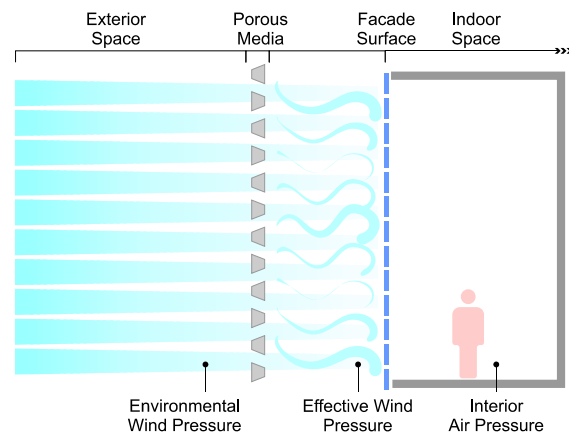 Exterior Space
Porous Media
Facade Surface
Indoor Space
Environmental Wind Pressure
Effective Wind Pressure
Interior Air Pressure